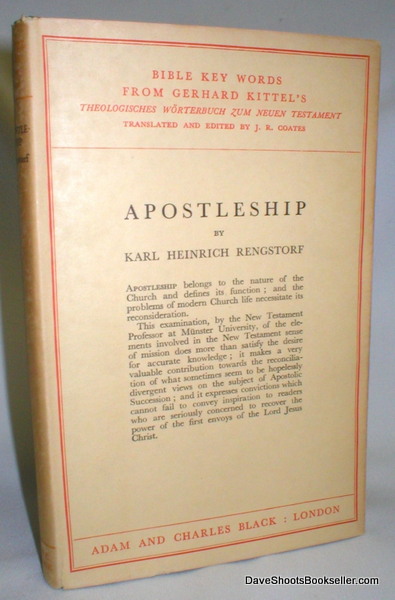 BIBLE KEY WORDS
FROM GERHARD KITTEL'S
THEOLOGISCHES WÖRTERBUCH ZUM NEUEN TESTAMENT
TRANSLATED AND EDITED BY J. R. COATES
APOSTLESHIP
BY
KARL HEINRICH RENGSTORF
APOSTLESHIP belongs to the nature of the
Church and defines its function ; and the
problems of modern Church life necessitate its
reconsideration.
This examination, by the New Testament
Professor at Münster University, of the ele-
ments involved in the New Testament sense
of mission does more than satisfy the desire
for accurate knowledge ; it makes a very
valuable contribution towards the reconcilia-
tion of what sometimes seem to be hopelessly
divergent views on the subject of Apostolic
Succession ; and it expresses convictions which
cannot fail to convey inspiration to readers
who are seriously concerned to recover the
power of the first envoys of the Lord Jesus
Christ.
ADAM AND CHARLES BLACK : LONDON
DaveShootsBookseller.com